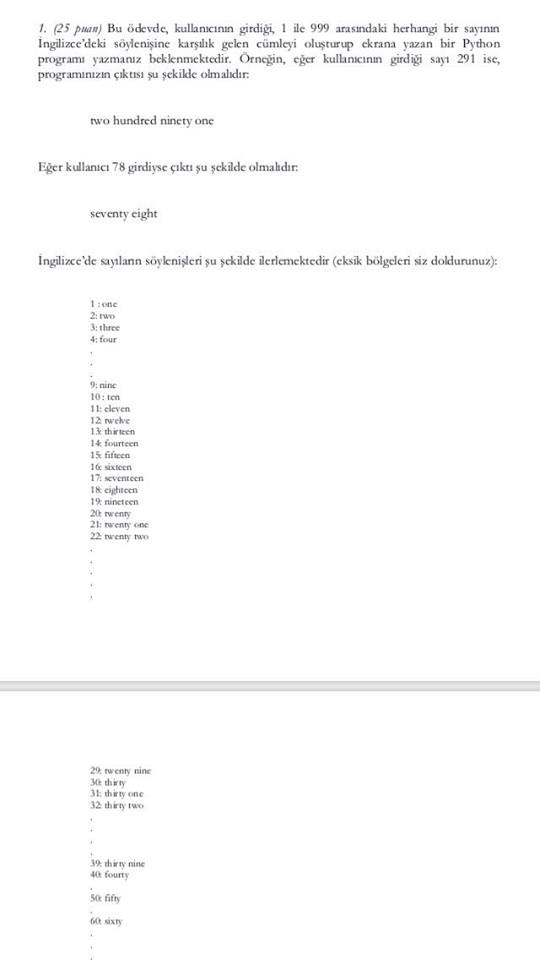 1. (25 puan) Bu ödevde, kullanıcının girdiği, 1 ile 999 arasındaki herhangi bir sayının
İngilizce'deki söylenişine karşılık gelen cümleyi oluşturup ekrana yazan bir Python
programı yazmanız beklenmektedir. Örneğin, eğer kullanıcının girdiği sayı 291 ise,
programınızın çıktısı şu şekilde olmalıdır:
two hundred ninety one
Eğer kullanıcı 78 girdiyse çıktı şu şekilde olmalıdır:
seventy eight
İngilizce'de sayıların söylenişleri şu şekilde ilerlemektedir (eksik bölgeleri siz doldurunuz):
1 : one
2: two
3: three
4: four
.
.
.
9: nine
10 : ten
11: eleven
12: twelve
13: thirteen
14: fourteen
15: fifteen
16: sixteen
17: seventeen
18: eighteen
19: nineteen
20: twenty
21: twenty one
22: twenty two
.
.
.
.
.
29: twenty nine
30: thirty
31: thirty one
32: thirty two
.
.
.
.
39: thirty nine
40: fourty
.
50: fifty
.
60: sixty
.
.
.